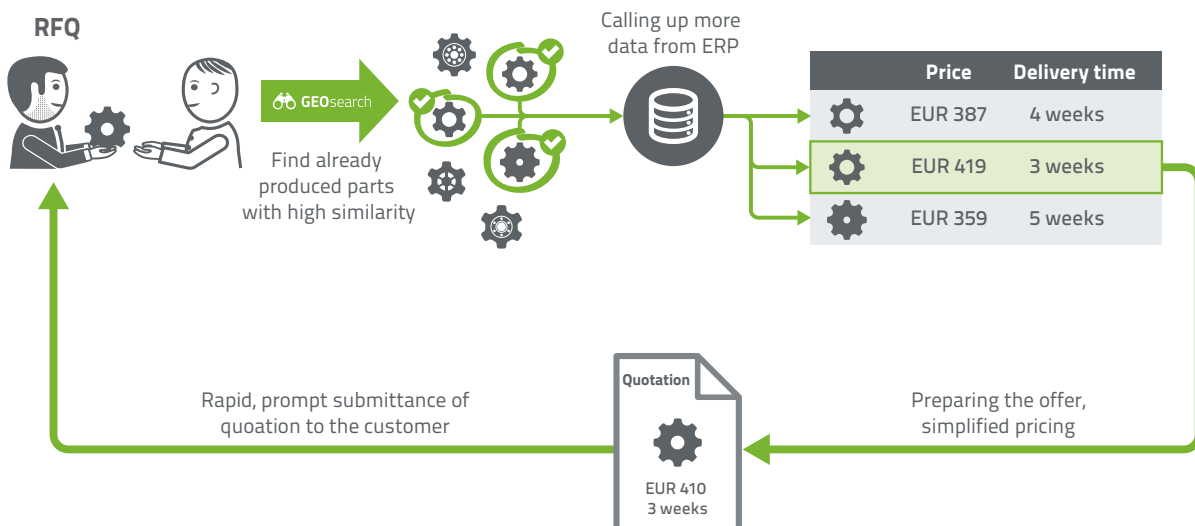 RFQ
GEOsearch
Find already
produced parts
with high similarity
Calling up more
data from ERP
Price Delivery time
EUR 387 4 weeks
EUR 419 3 weeks
EUR 359 5 weeks
Rapid, prompt submittance of
quoation to the customer
Quotation
EUR 410
3 weeks
Preparing the offer,
simplified pricing